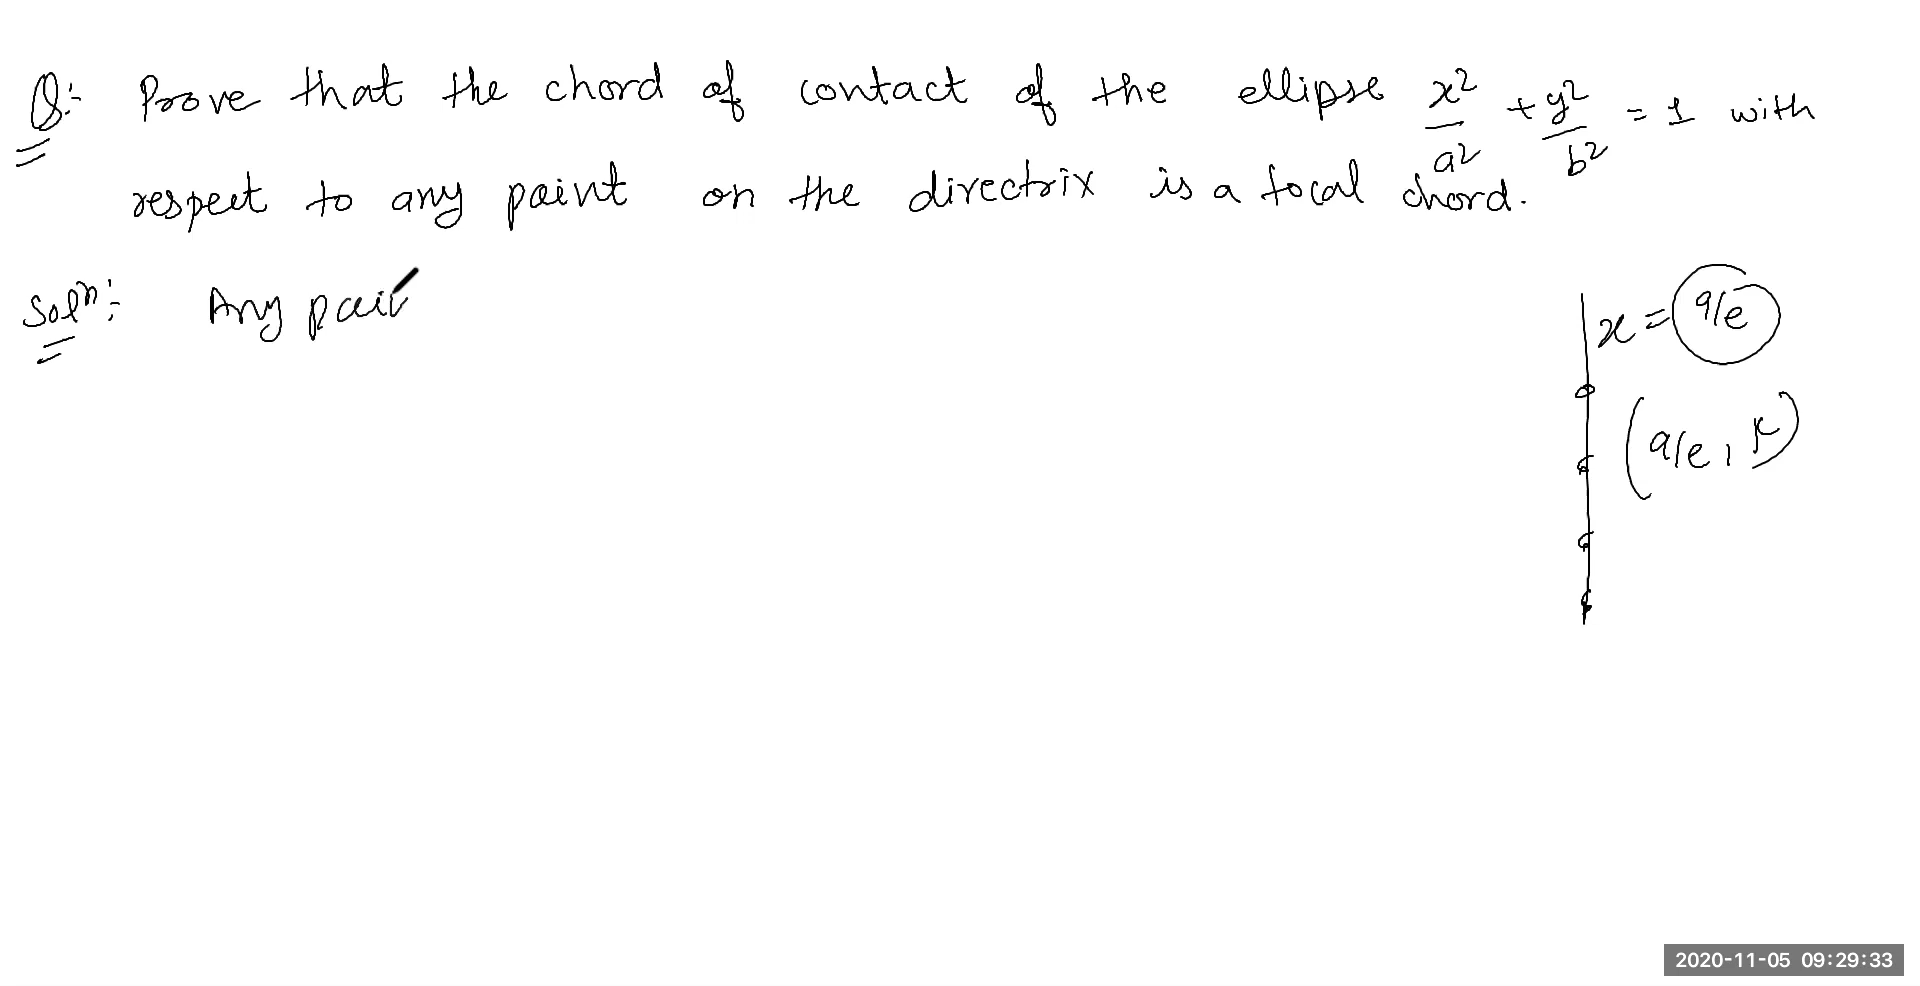 Q:- Prove that the chord of contact of the ellipse x²/a² + y²/b² = 1 with
respect to any point on the directrix is a focal chord.
Solⁿ:- Any poi
x = a/e
(a/e, k)
2020-11-05 09:29:33